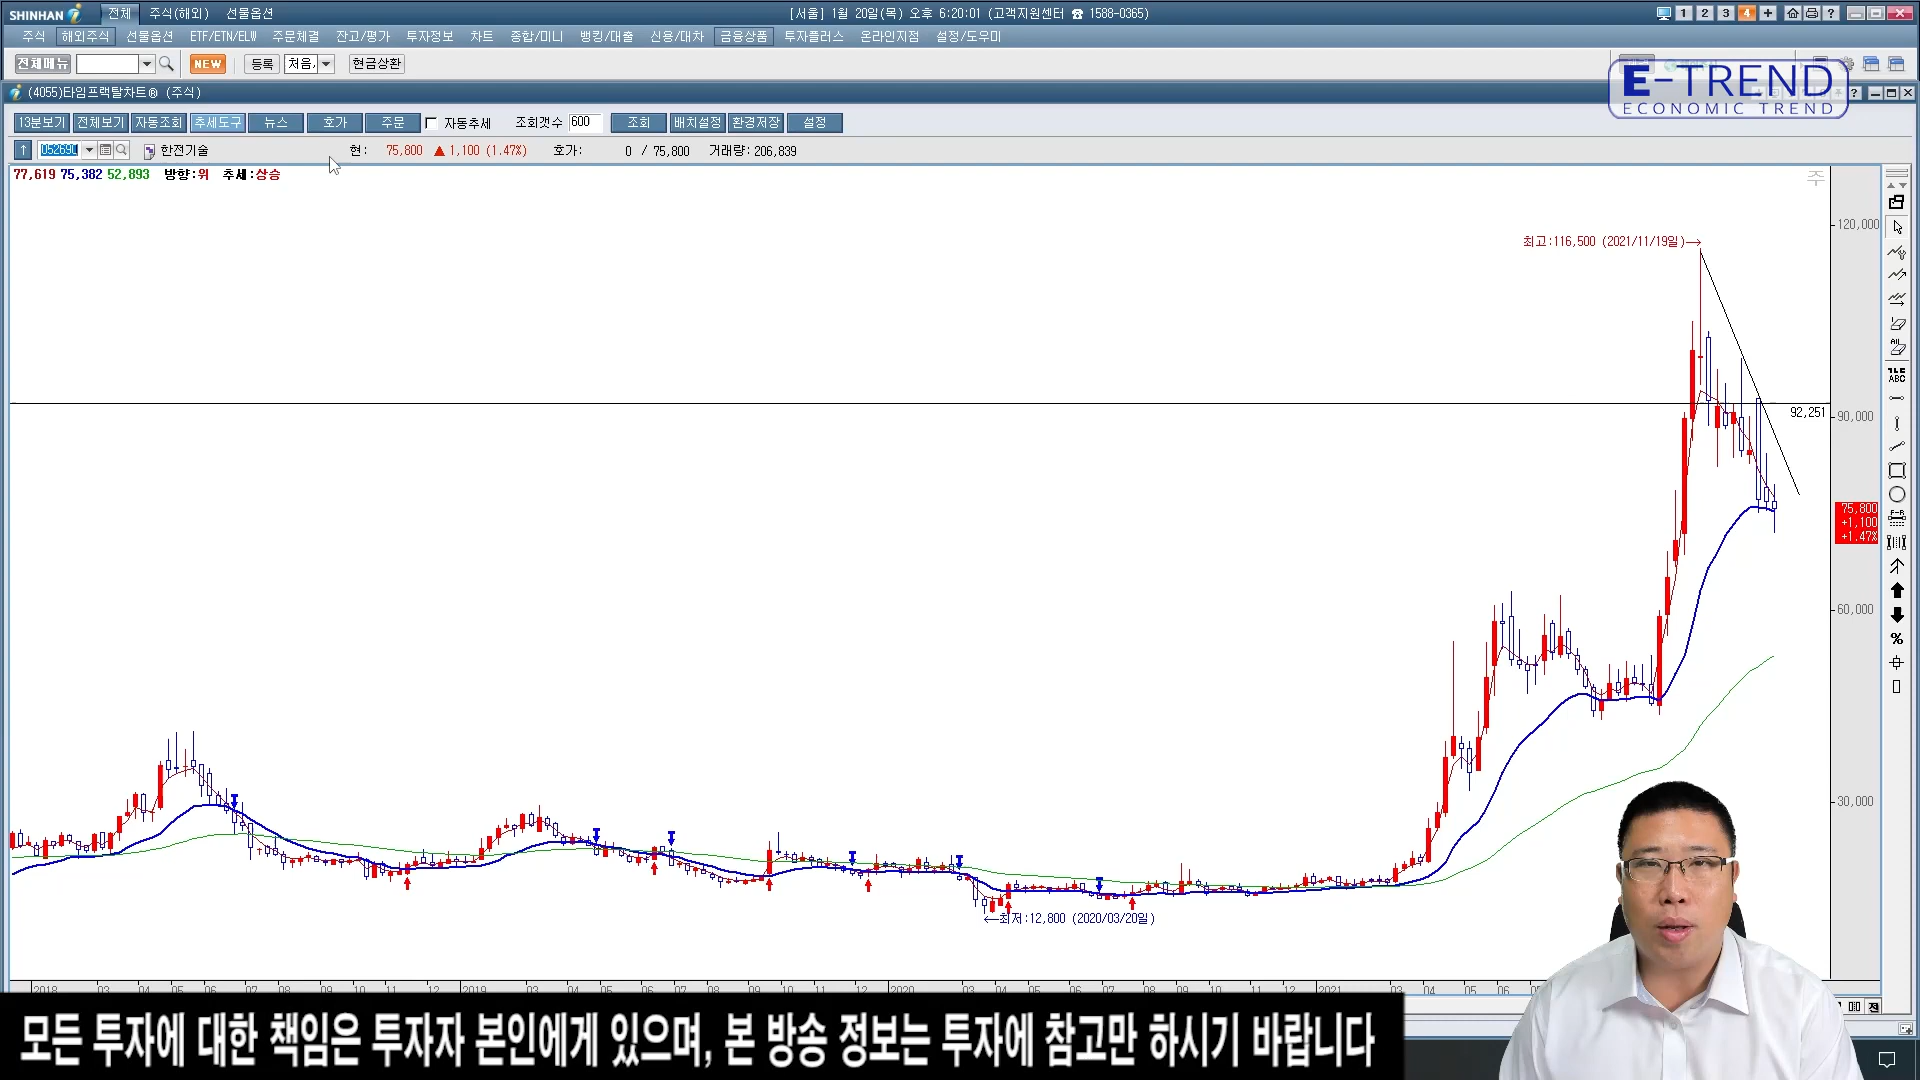 SHINHAN i 전체 주식(해외) 선물옵션 [서울] 1월 20일(목) 오후 6:20:01 (고객지원센터 ☎ 1588-0365) 1 2 3 4 + ?
주식 해외주식 선물옵션 ETF/ETN/ELW 주문체결 잔고/평가 투자정보 차트 종합/미니 뱅킹/대출 신용/대차 금융상품 투자플러스 온라인지점 설정/도우미
전체메뉴 NEW 등록 처음, 현금상환
E-TREND
ECONOMIC TREND
(4055)타임프랙탈차트® (주식)
13분보기 전체보기 자동조회 추세도구 뉴스 호가 주문 자동추세 조회갯수 600 조회 배치설정 환경저장 설정
052690 한전기술 현: 75,800 ▲ 1,100 (1.47%) 호가: 0 / 75,800 거래량: 206,839
77,619 75,382 52,893 방향:위 추세:상승
주
120,000
최고:116,500 (2021/11/19일)→
92,251
90,000
75,800
+1,100
+1.47%
60,000
30,000
←최저:12,800 (2020/03/20일)
ALL
ABC
F-R
%
2018 03 04 05 06 07 08 09 10 11 12 2019 03 04 05 06 07 08 09 10 11 12 2020 03 04 05 06 07 08 09 10 11 12 2021 03 04 05 06
모든 투자에 대한 책임은 투자자 본인에게 있으며, 본 방송 정보는 투자에 참고만 하시기 바랍니다